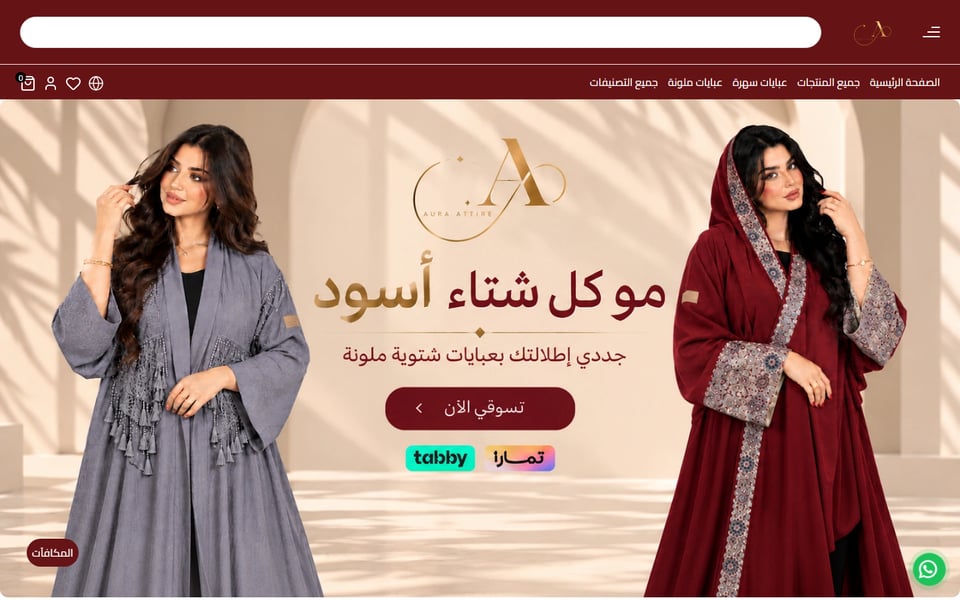 0
الصفحة الرئيسية
جميع المنتجات
عبايات سهرة
عبايات ملونة
جميع التصنيفات
AURA ATTIRE
مو كل شتاء أسود
جددي إطلالتك بعبايات شتوية ملونة
تسوقي الآن
تمارا
tabby
المكافآت